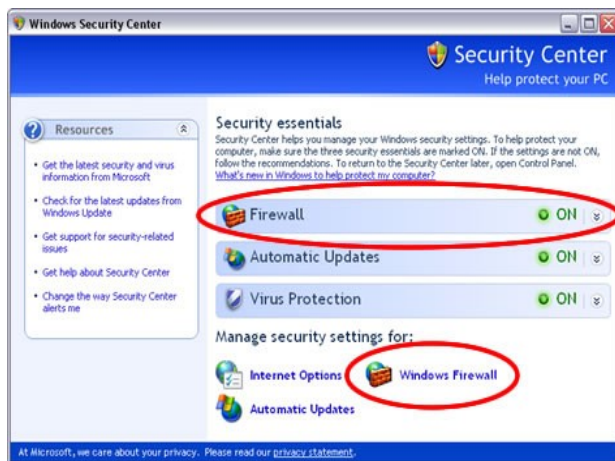 Windows Security Center
Security Center
Help protect your PC
Resources
Get the latest security and virus
information from Microsoft
Check for the latest updates from
Windows Update
Get support for security-related
issues
Get help about Security Center
Change the way Security Center
alerts me
Security essentials
Security Center helps you manage your Windows security settings. To help protect your
computer, make sure the three security essentials are marked ON. If the settings are not ON,
follow the recommendations. To return to the Security Center later, open Control Panel.
What's new in Windows to help protect my computer?
Firewall ON
Automatic Updates ON
Virus Protection ON
Manage security settings for:
Internet Options Windows Firewall
Automatic Updates
At Microsoft, we care about your privacy. Please read our privacy statement.